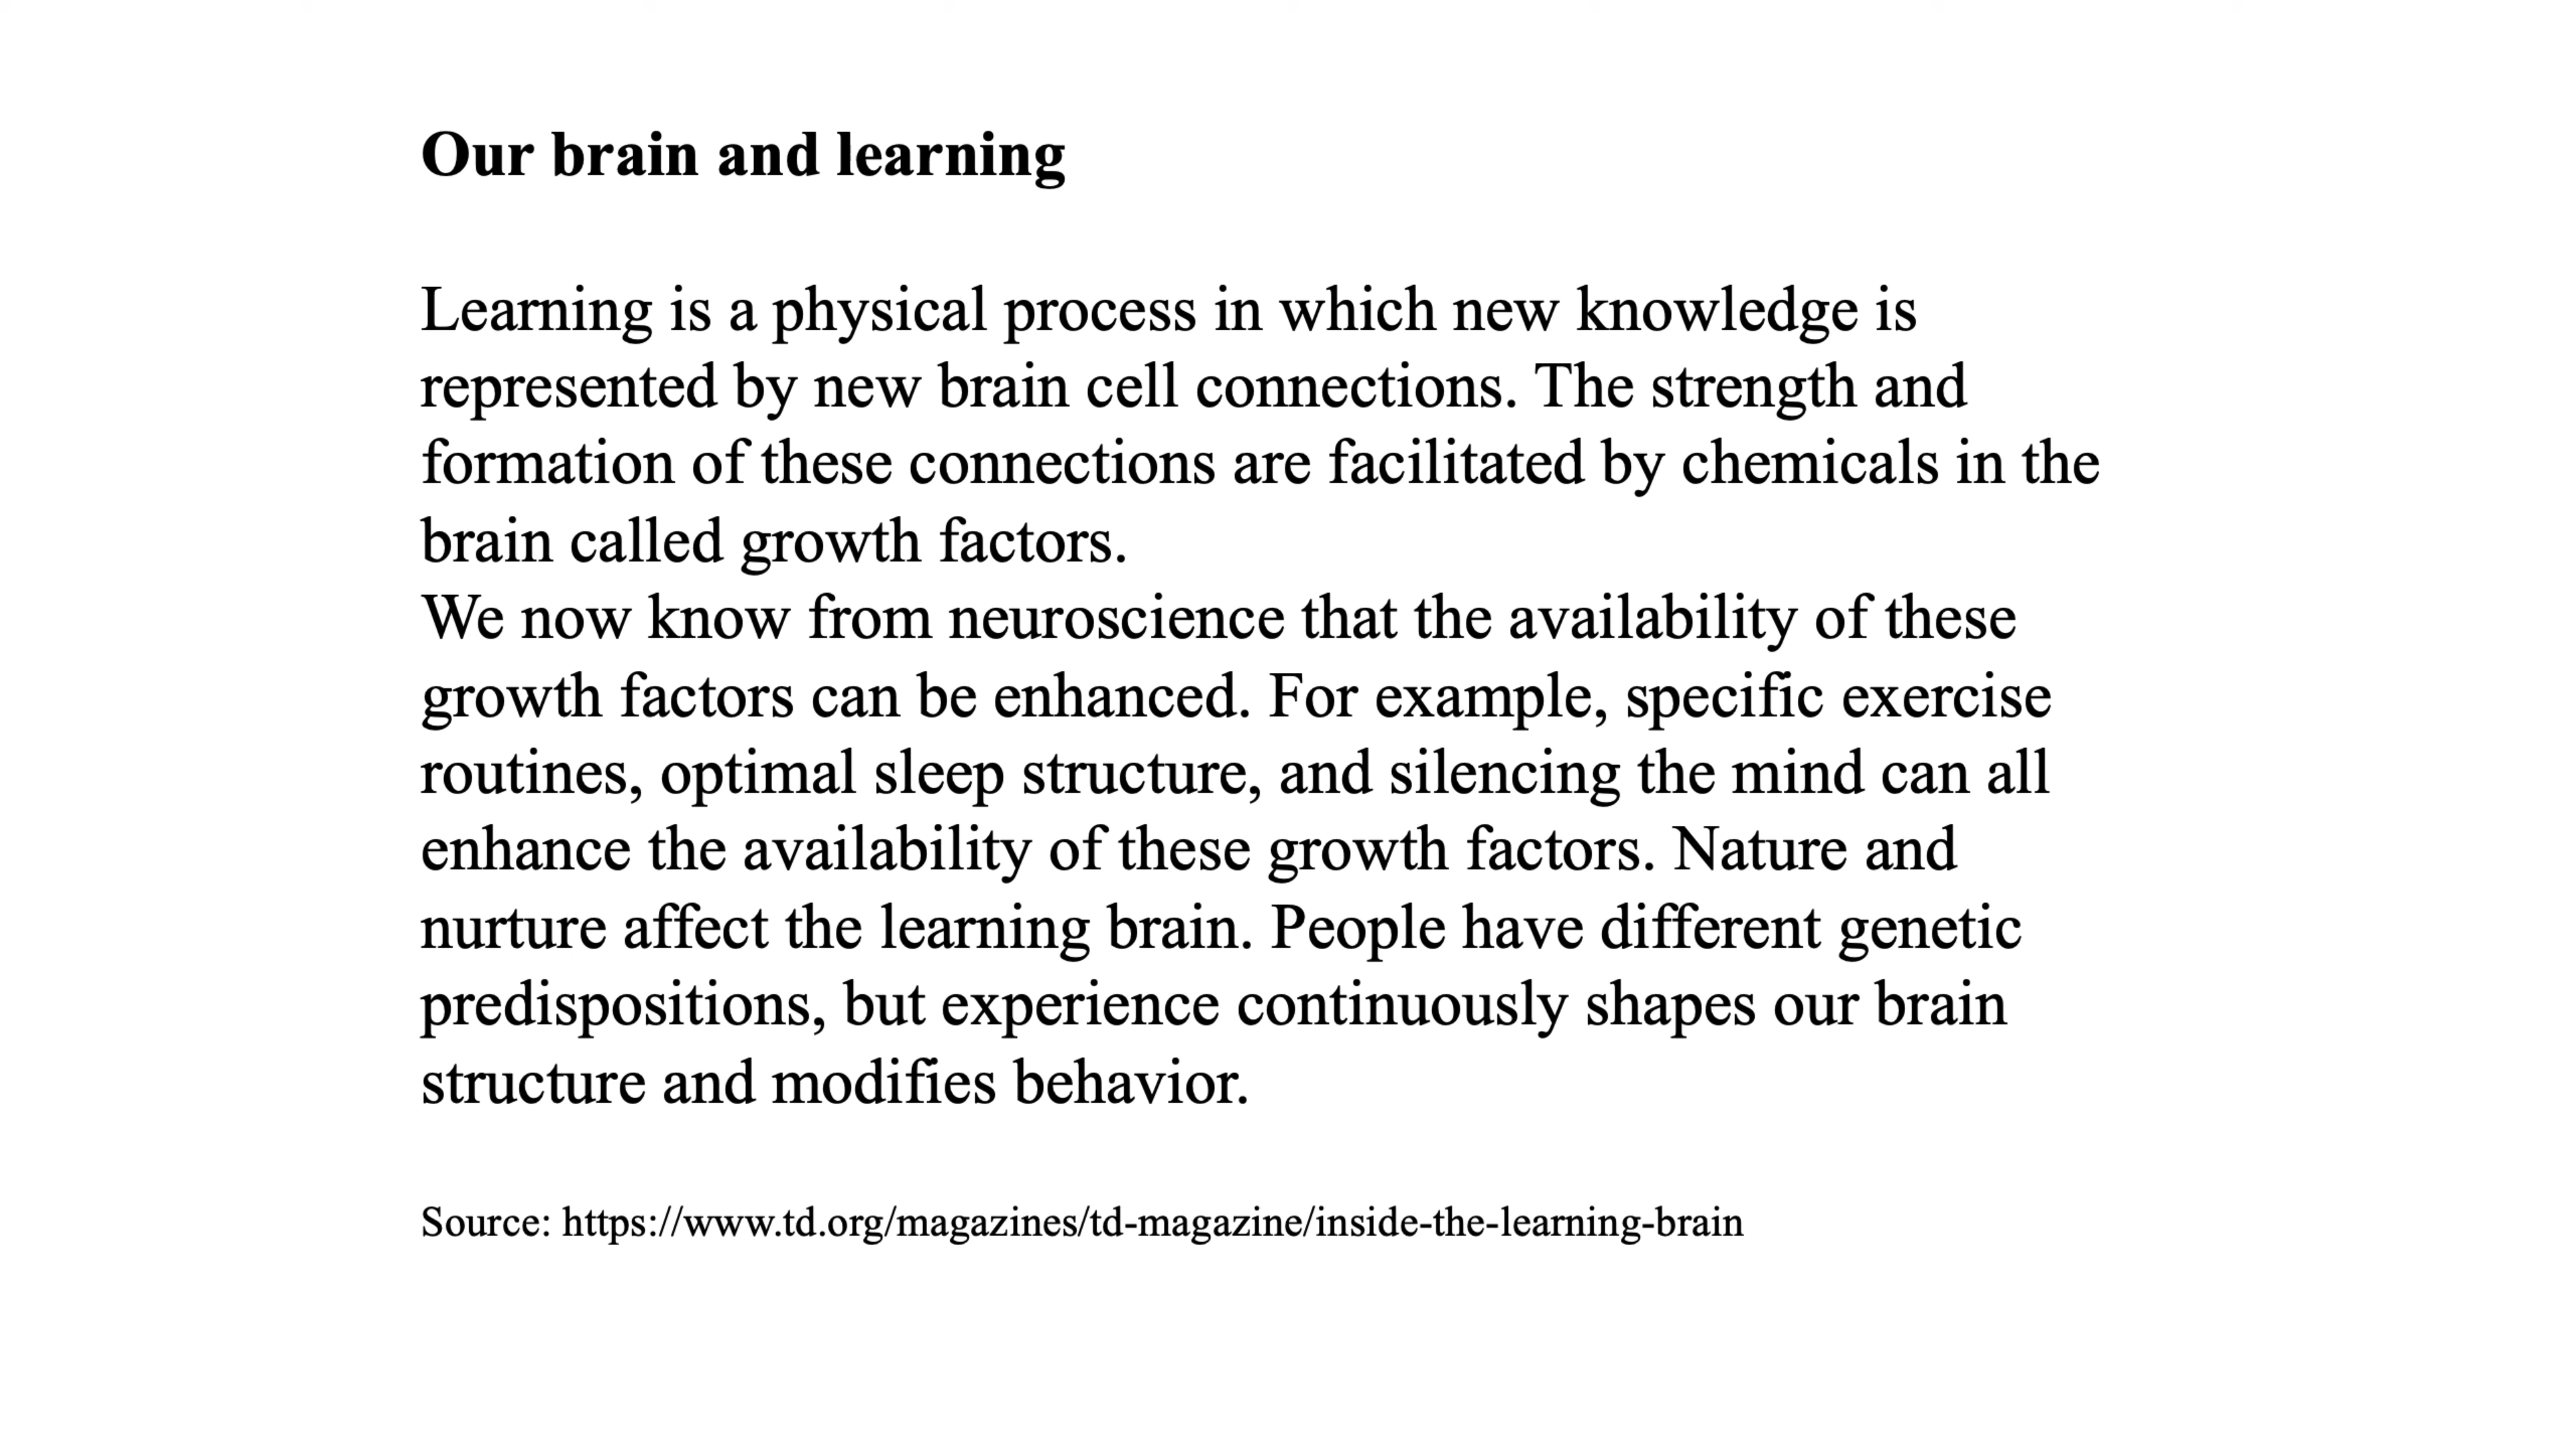 Our brain and learning
Learning is a physical process in which new knowledge is
represented by new brain cell connections. The strength and
formation of these connections are facilitated by chemicals in the
brain called growth factors.
We now know from neuroscience that the availability of these
growth factors can be enhanced. For example, specific exercise
routines, optimal sleep structure, and silencing the mind can all
enhance the availability of these growth factors. Nature and
nurture affect the learning brain. People have different genetic
predispositions, but experience continuously shapes our brain
structure and modifies behavior.
Source: https://www.td.org/magazines/td-magazine/inside-the-learning-brain